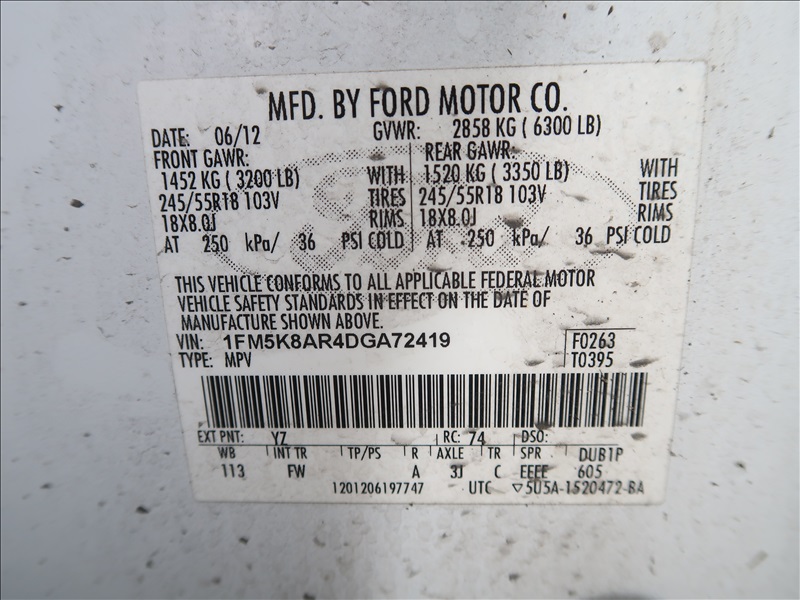 MFD. BY FORD MOTOR CO.
DATE: 06/12 GVWR: 2858 KG ( 6300 LB)
FRONT GAWR: REAR GAWR:
1452 KG ( 3200 LB) WITH 1520 KG ( 3350 LB) WITH
245/55R18 103V TIRES 245/55R18 103V TIRES
18X8.0J RIMS 18X8.0J RIMS
AT 250 kPa/ 36 PSI COLD AT 250 kPa/ 36 PSI COLD
THIS VEHICLE CONFORMS TO ALL APPLICABLE FEDERAL MOTOR
VEHICLE SAFETY STANDARDS IN EFFECT ON THE DATE OF
MANUFACTURE SHOWN ABOVE.
VIN: 1FM5K8AR4DGA72419 F0263
TYPE: MPV T0395
EXT PNT: YZ RC: 74 DSO:
WB INT TR TP/PS R AXLE TR SPR DUB1P
113 FW A 3J C EEEE 605
1201206197747 UTC ▽5U5A-1520472-BA